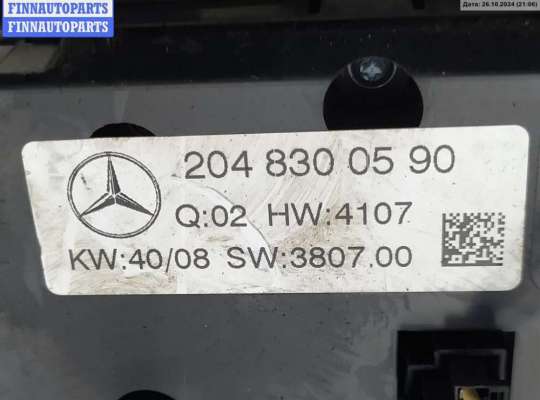 FINNAUTOPARTS
FINNAUTOPARTS
FINNAUTOPARTS
Дата: 26.10.2024 (21:06)
204 830 05 90
Q:02 HW:4107
KW:40/08 SW:3807.00